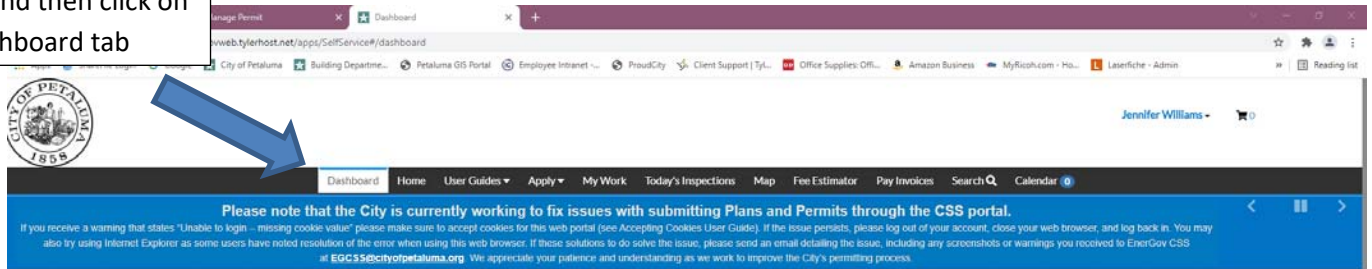 nd then click on
hboard tab
anage Permit
Dashboard
vweb.tylerhost.net/apps/SelfService#/dashboard
City of Petaluma Building Departme... Petaluma GIS Portal Employee Intranet -... ProudCity Client Support | Tyl... Office Supplies: Offi... Amazon Business MyRicoh.com - Ho... Laserfiche - Admin » Reading list
CITY OF PETALUMA
1858
Jennifer Williams 0
Dashboard Home User Guides Apply My Work Today's Inspections Map Fee Estimator Pay Invoices Search Calendar 0
Please note that the City is currently working to fix issues with submitting Plans and Permits through the CSS portal.
If you receive a warning that states "Unable to login – missing cookie value" please make sure to accept cookies for this web portal (see Accepting Cookies User Guide). If the issue persists, please log out of your account, close your web browser, and log back in. You may
also try using Internet Explorer as some users have noted resolution of the error when using this web browser. If these solutions to do solve the issue, please send an email detailing the issue, including any screenshots or warnings you received to EnerGov CSS
at EGCSS@cityofpetaluma.org. We appreciate your patience and understanding as we work to improve the City's permitting process.